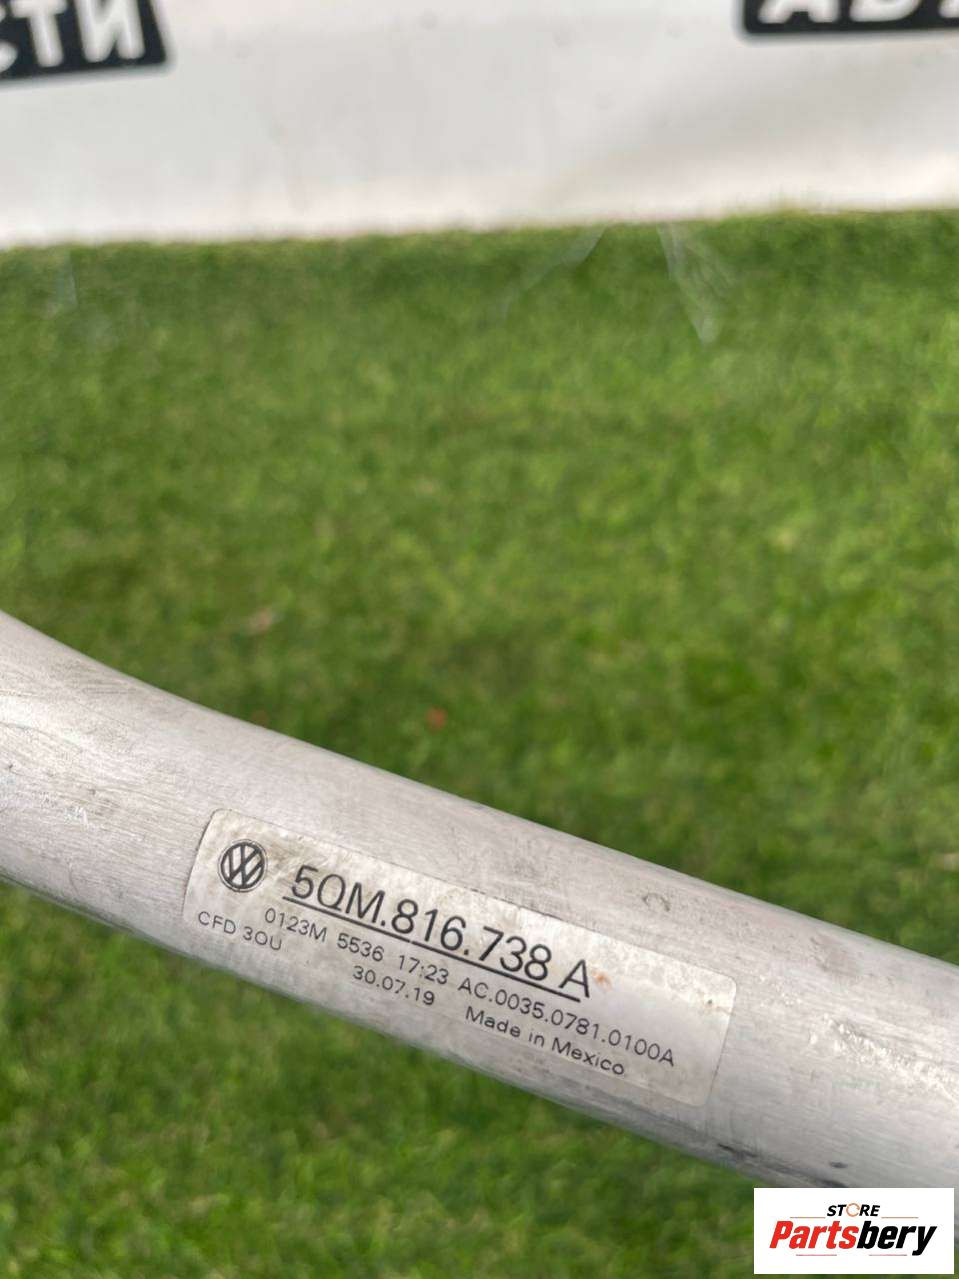 СТИ
5QM.816.738 A
0123M 5536 17:23 AC.0035.0781.0100A
CFD 3OU 30.07.19 Made in Mexico
STORE
Partsbery